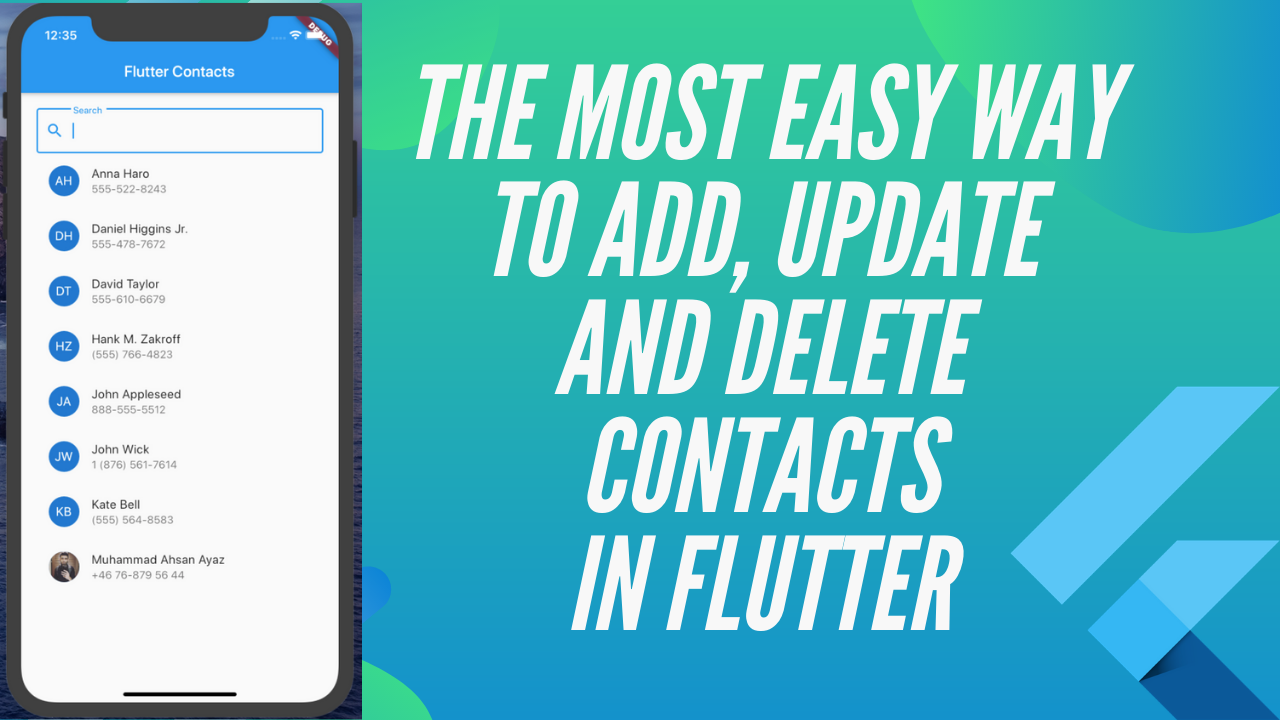 12:35
DEBUG
Flutter Contacts
Search
AH
Anna Haro
555-522-8243
DH
Daniel Higgins Jr.
555-478-7672
DT
David Taylor
555-610-6679
HZ
Hank M. Zakroff
(555) 766-4823
JA
John Appleseed
888-555-5512
JW
John Wick
1 (876) 561-7614
KB
Kate Bell
(555) 564-8583
Muhammad Ahsan Ayaz
+46 76-879 56 44
THE MOST EASY WAY
TO ADD, UPDATE
AND DELETE
CONTACTS
IN FLUTTER